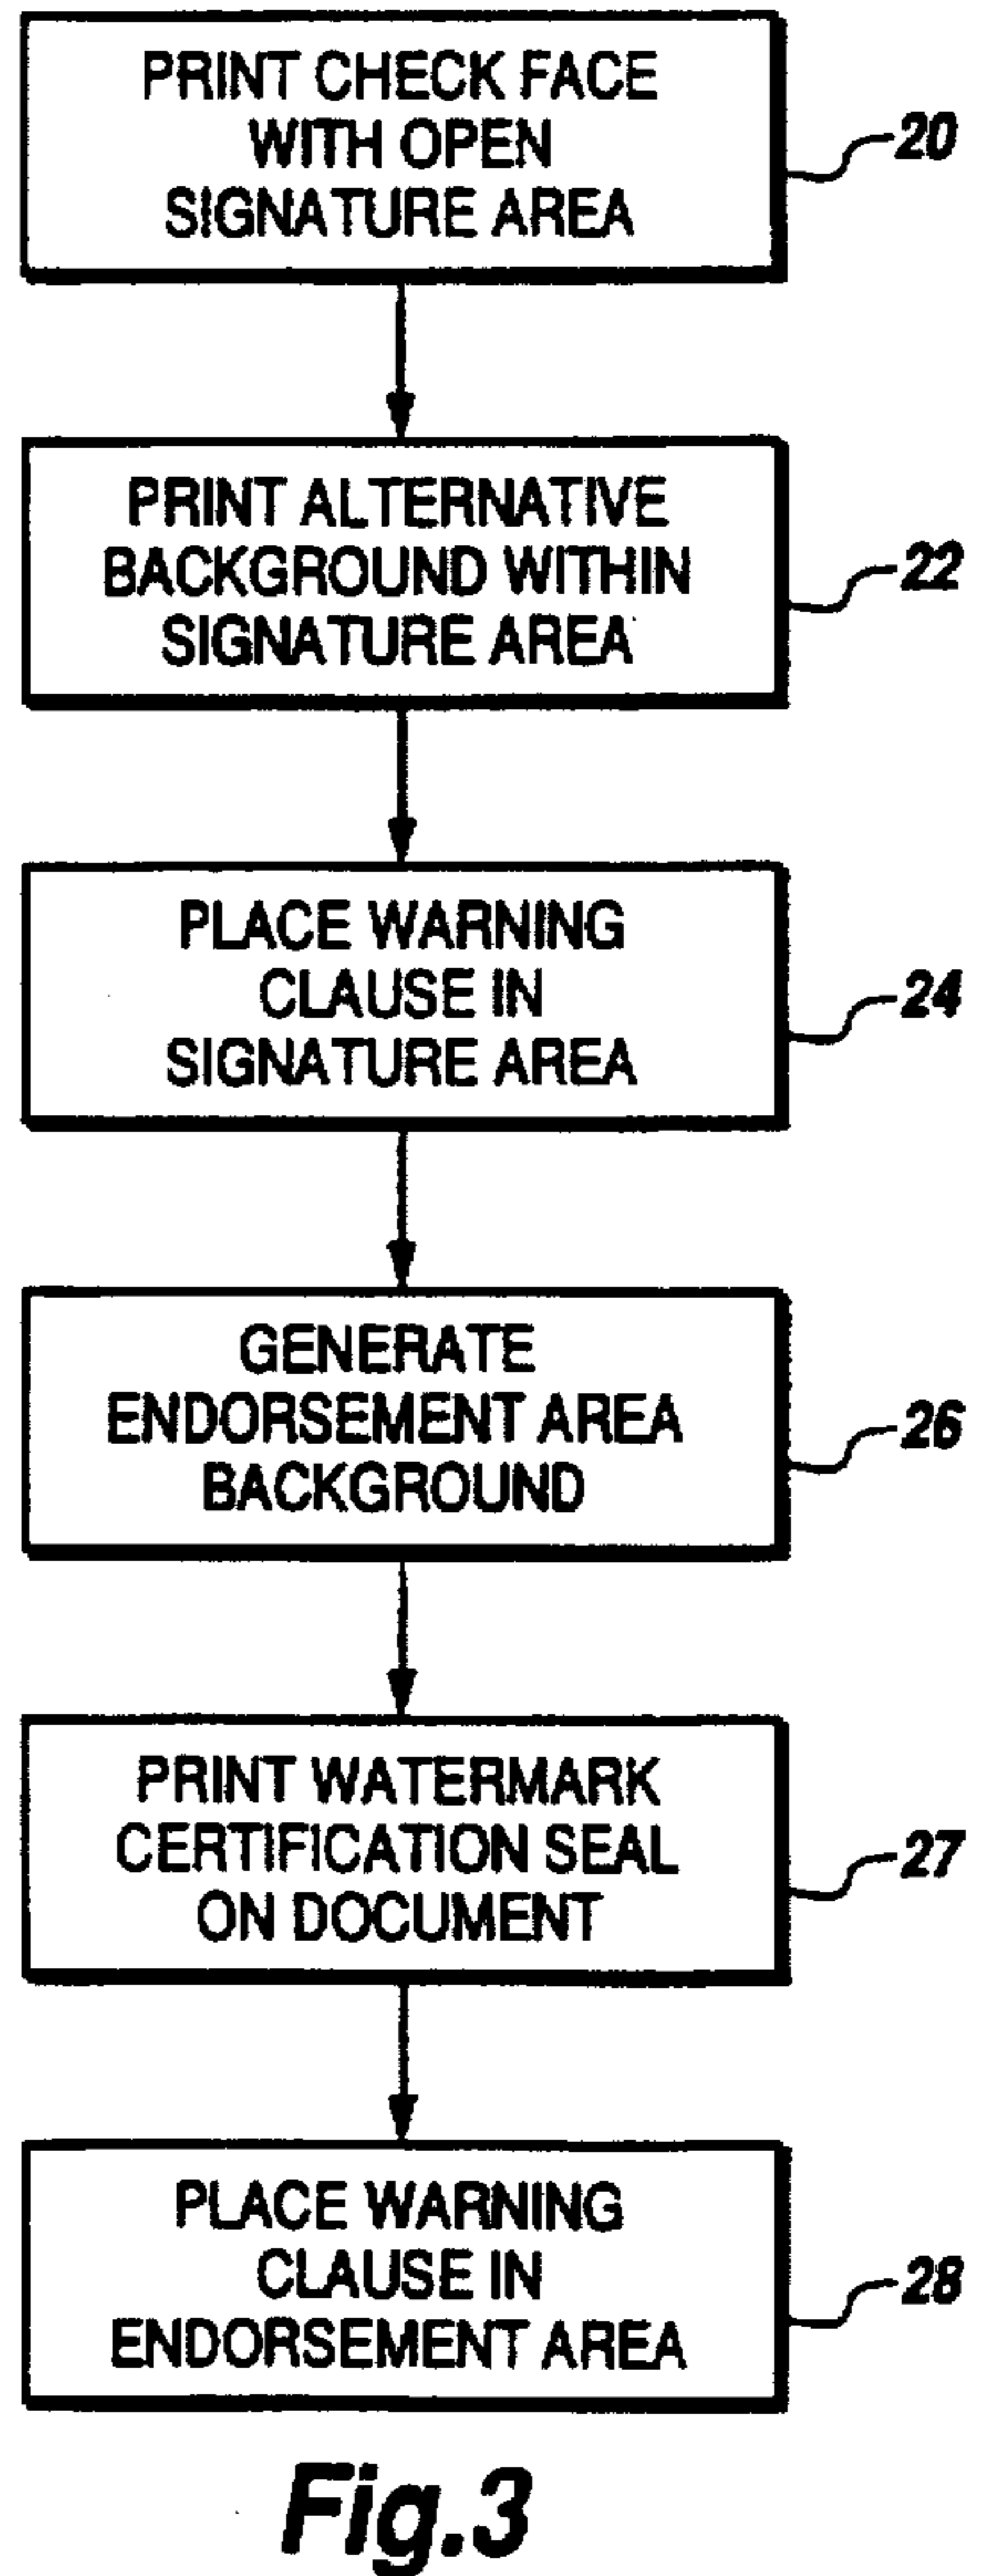 PRINT CHECK FACE
WITH OPEN
SIGNATURE AREA
20
PRINT ALTERNATIVE
BACKGROUND WITHIN
SIGNATURE AREA
22
PLACE WARNING
CLAUSE IN
SIGNATURE AREA
24
GENERATE
ENDORSEMENT AREA
BACKGROUND
26
PRINT WATERMARK
CERTIFICATION SEAL
ON DOCUMENT
27
PLACE WARNING
CLAUSE IN
ENDORSEMENT AREA
28
Fig.3